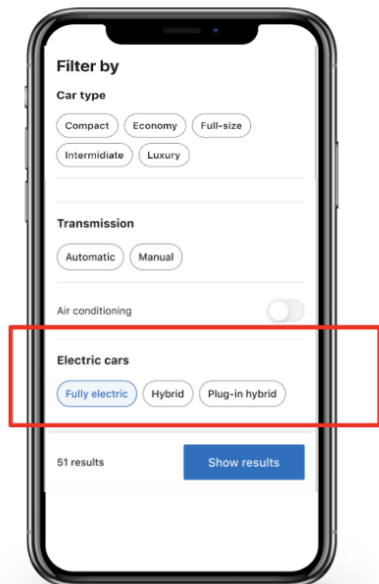 Filter by
Car type
Compact Economy Full-size
Intermidiate Luxury
Transmission
Automatic Manual
Air conditioning
Electric cars
Fully electric Hybrid Plug-in hybrid
51 results Show results